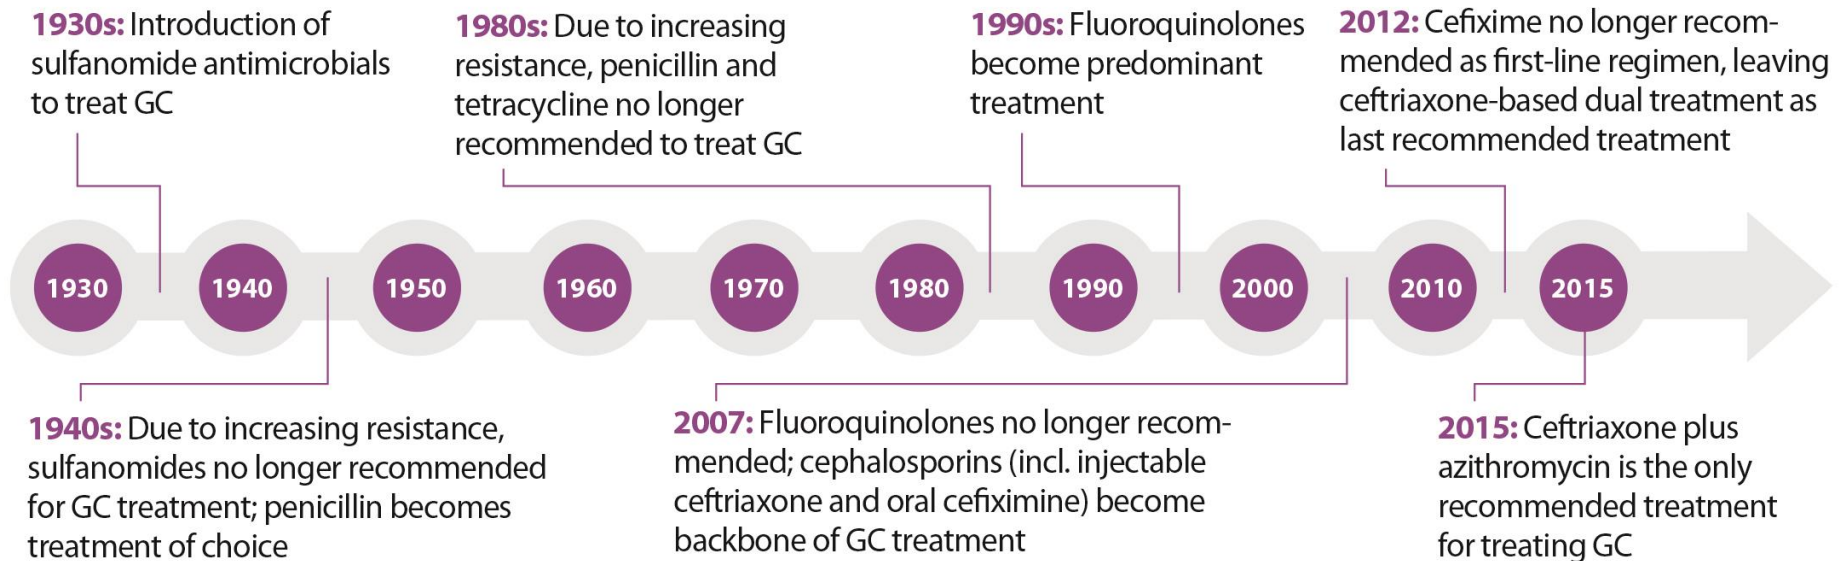 1930s: Introduction of
sulfanomide antimicrobials
to treat GC
1980s: Due to increasing
resistance, penicillin and
tetracycline no longer
recommended to treat GC
1990s: Fluoroquinolones
become predominant
treatment
2012: Cefixime no longer recom-
mended as first-line regimen, leaving
ceftriaxone-based dual treatment as
last recommended treatment
1930 1940 1950 1960 1970 1980 1990 2000 2010 2015
1940s: Due to increasing resistance,
sulfanomides no longer recommended
for GC treatment; penicillin becomes
treatment of choice
2007: Fluoroquinolones no longer recom-
mended; cephalosporins (incl. injectable
ceftriaxone and oral cefiximine) become
backbone of GC treatment
2015: Ceftriaxone plus
azithromycin is the only
recommended treatment
for treating GC